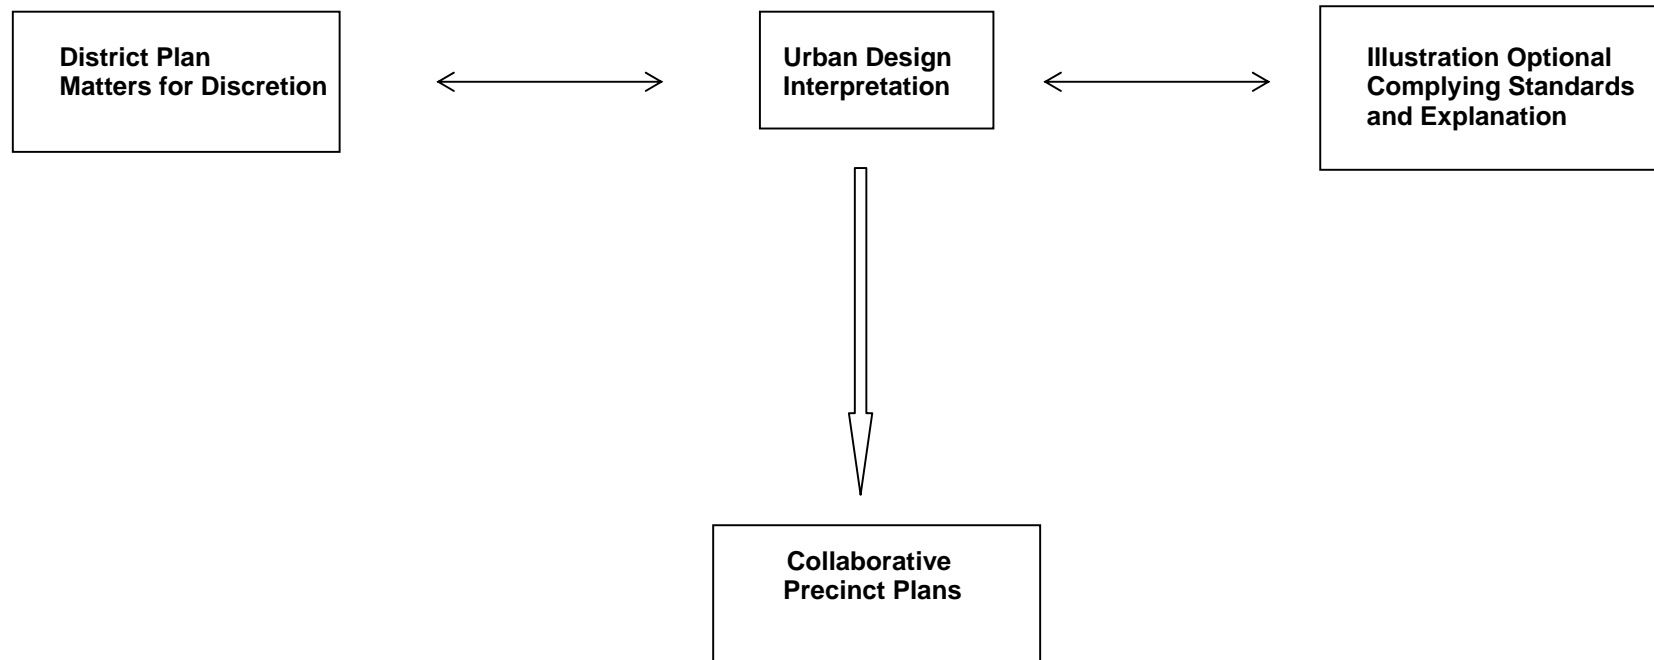 District Plan
Matters for Discretion
Urban Design
Interpretation
Illustration Optional
Complying Standards
and Explanation
Collaborative
Precinct Plans